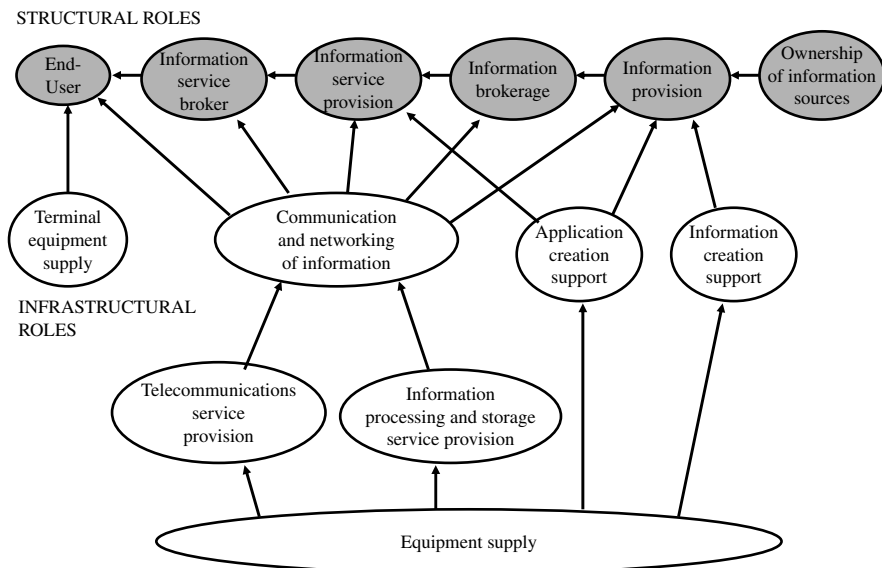 STRUCTURAL ROLES
End-
User
Information
service
broker
Information
service
provision
Information
brokerage
Information
provision
Ownership
of information
sources
Terminal
equipment
supply
Communication
and networking
of information
Application
creation
support
Information
creation
support
INFRASTRUCTURAL
ROLES
Telecommunications
service
provision
Information
processing and storage
service provision
Equipment supply